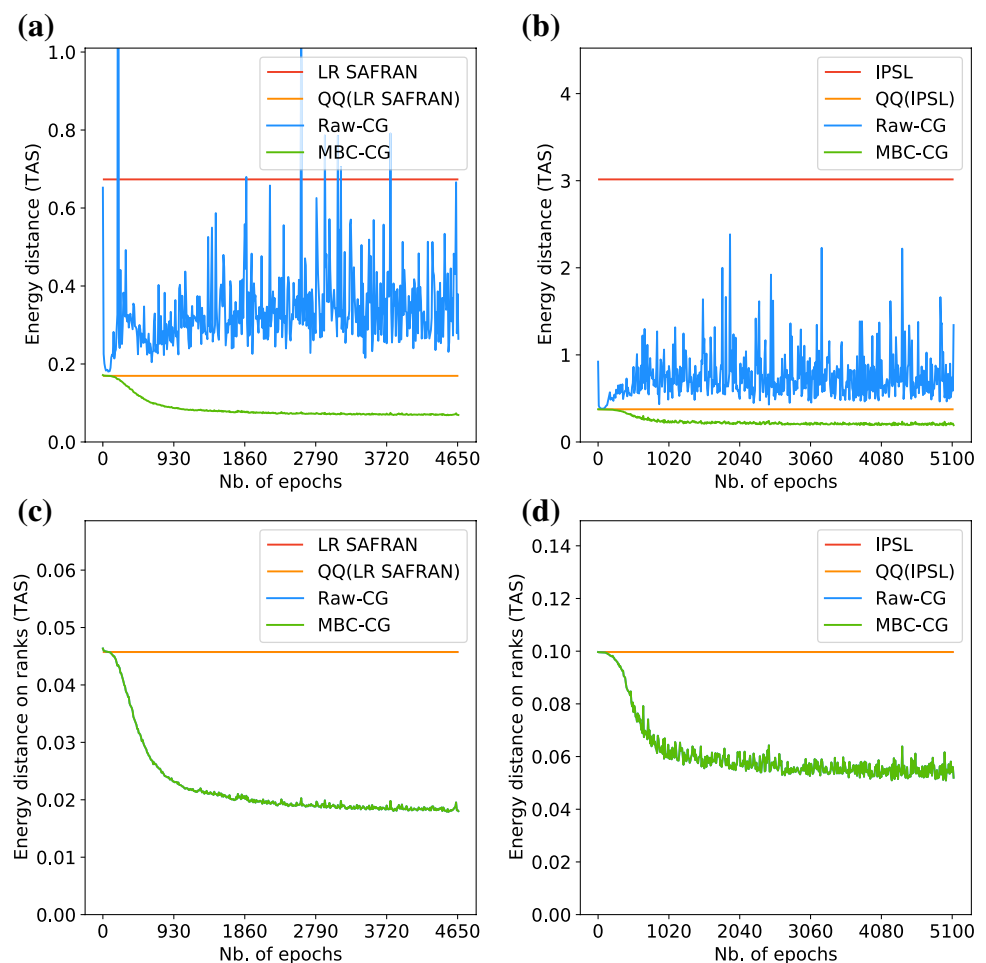 (a)
1.0
0.8
0.6
0.4
0.2
0.0
Energy distance (TAS)
LR SAFRAN
QQ(LR SAFRAN)
Raw-CG
MBC-CG
0 930 1860 2790 3720 4650
Nb. of epochs
(b)
4
3
2
1
0
Energy distance (TAS)
IPSL
QQ(IPSL)
Raw-CG
MBC-CG
0 1020 2040 3060 4080 5100
Nb. of epochs
(c)
0.06
0.05
0.04
0.03
0.02
0.01
0.00
Energy distance on ranks (TAS)
LR SAFRAN
QQ(LR SAFRAN)
Raw-CG
MBC-CG
0 930 1860 2790 3720 4650
Nb. of epochs
(d)
0.14
0.12
0.10
0.08
0.06
0.04
0.02
0.00
Energy distance on ranks (TAS)
IPSL
QQ(IPSL)
Raw-CG
MBC-CG
0 1020 2040 3060 4080 5100
Nb. of epochs